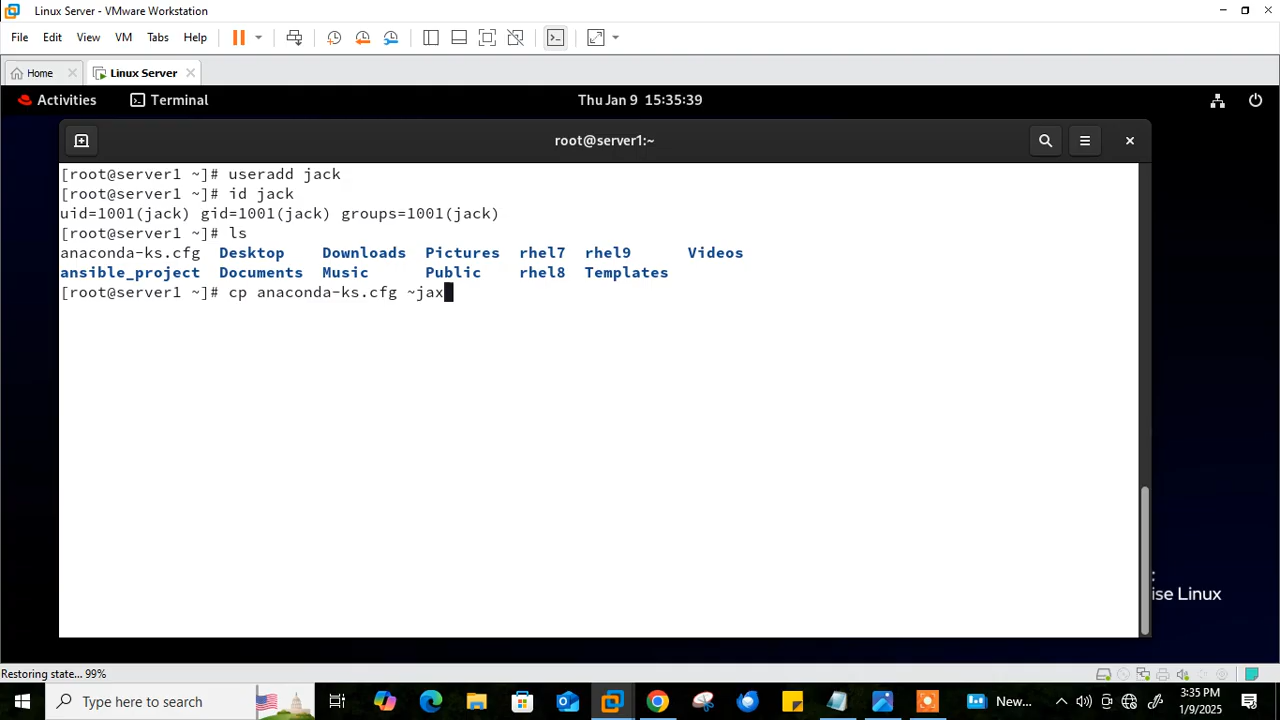 Linux Server - VMware Workstation
File Edit View VM Tabs Help
Home Linux Server
Activities Terminal Thu Jan 9 15:35:39
root@server1:~
[root@server1 ~]# useradd jack
[root@server1 ~]# id jack
uid=1001(jack) gid=1001(jack) groups=1001(jack)
[root@server1 ~]# ls
anaconda-ks.cfg Desktop Downloads Pictures rhel7 rhel9 Videos
ansible_project Documents Music Public rhel8 Templates
[root@server1 ~]# cp anaconda-ks.cfg ~jax
:
ise Linux
Restoring state... 99%
Type here to search New... 3:35 PM
1/9/2025